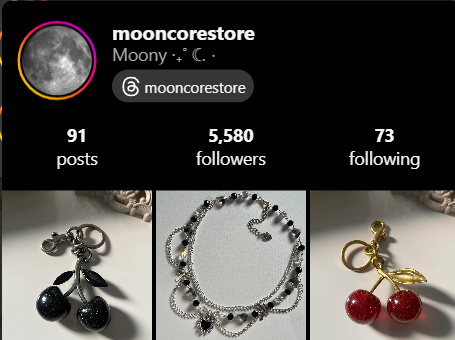 mooncorestore
Moony ‧₊˚ ☾ ‧
mooncorestore
91 5,580 73
posts followers following